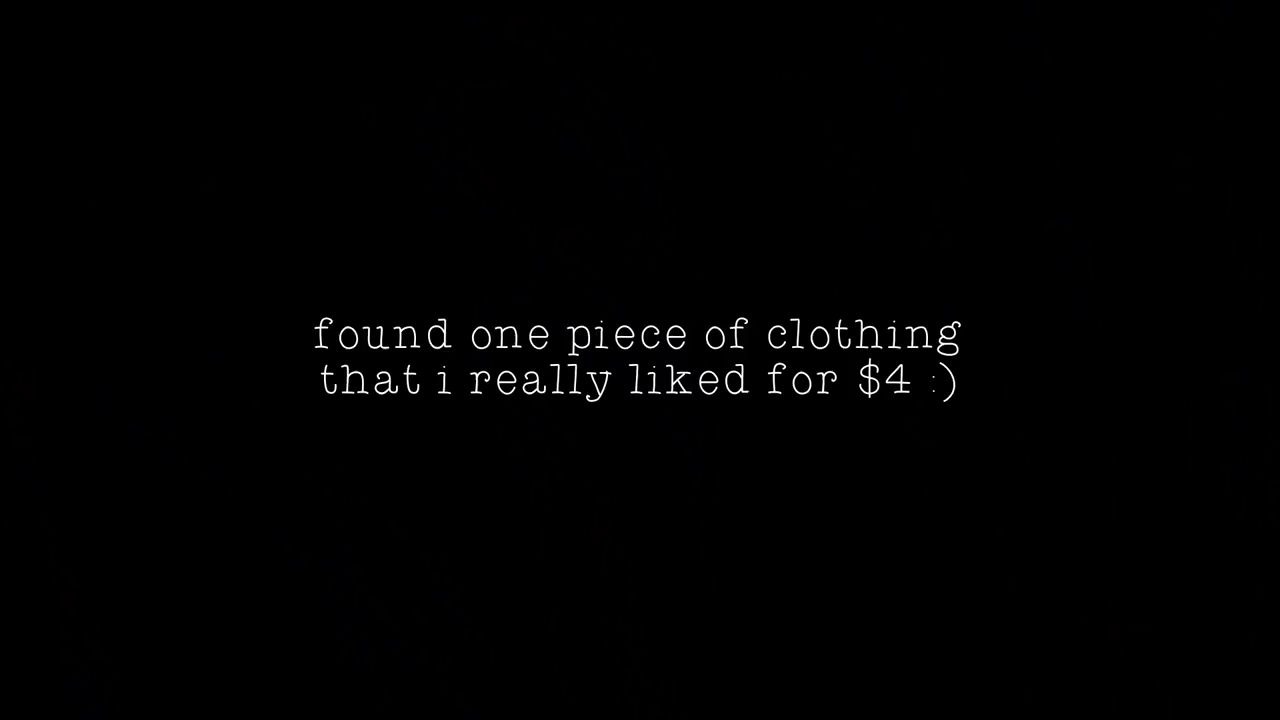 found one piece of clothing
that i really liked for $4 :)